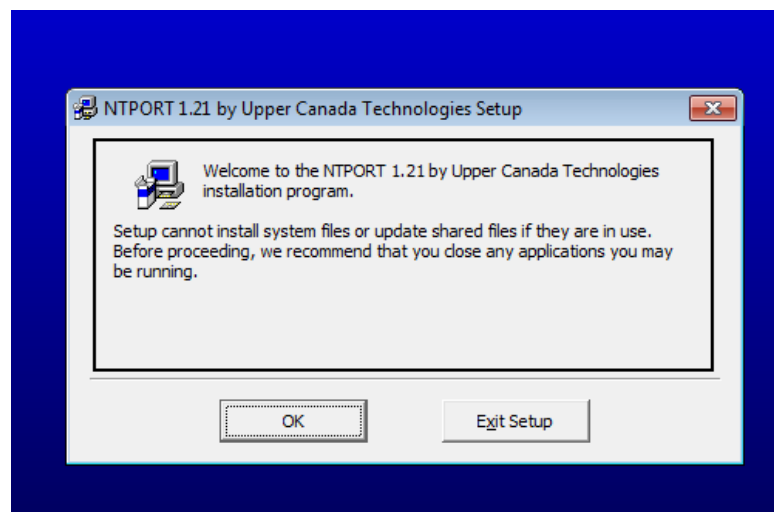 NTPORT 1.21 by Upper Canada Technologies Setup
Welcome to the NTPORT 1.21 by Upper Canada Technologies
installation program.
Setup cannot install system files or update shared files if they are in use.
Before proceeding, we recommend that you close any applications you may
be running.
OK
Exit Setup